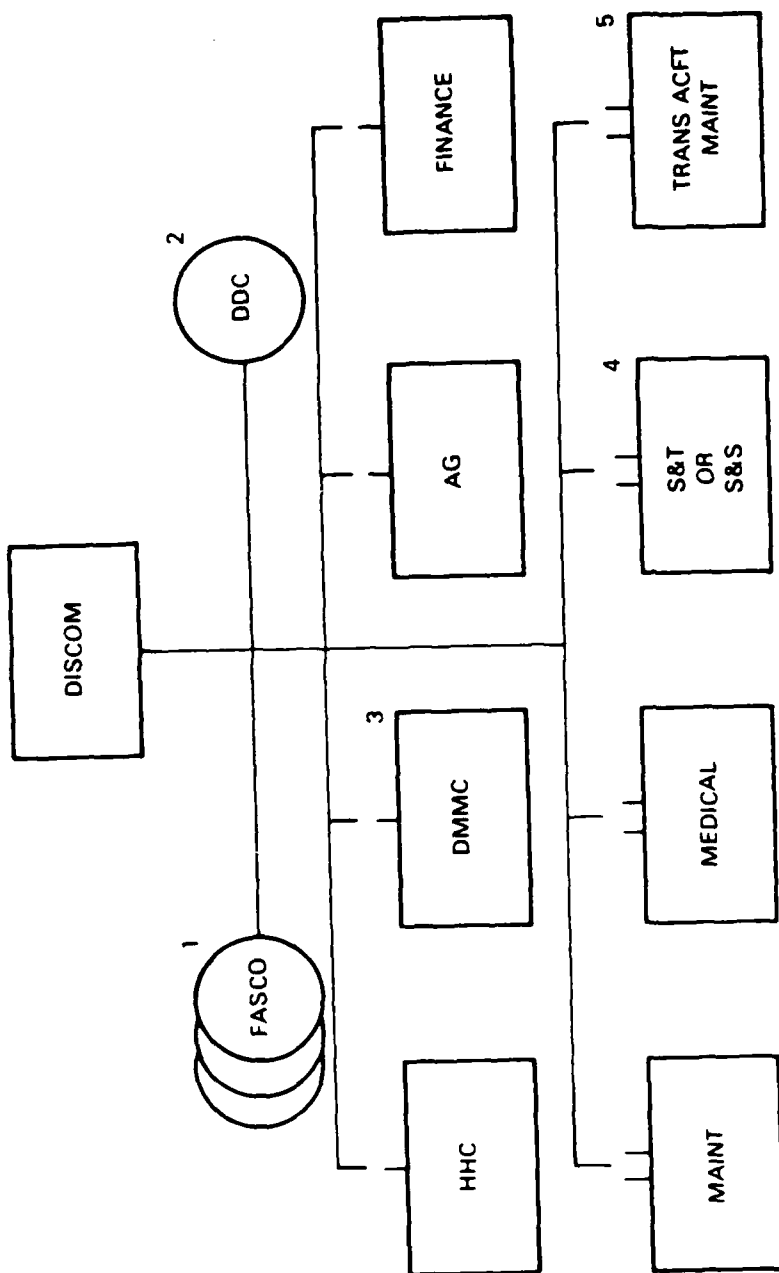 DISCOM
1
FASCO
2
DDC
HHC
3
DMMC
AG
FINANCE
MAINT
MEDICAL
4
S&T
OR
S&S
5
TRANS ACFT
MAINT